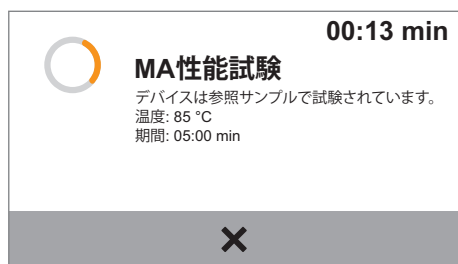 00:13 min
MA性能試験
デバイスは参照サンプルで試験されています。
温度: 85 °C
期間: 05:00 min